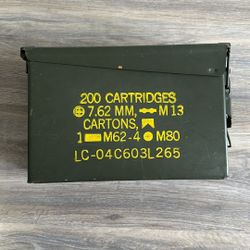 200 CARTRIDGES
7.62 MM, M13
CARTONS,
1 M62-4 M80
LC-04C603L265